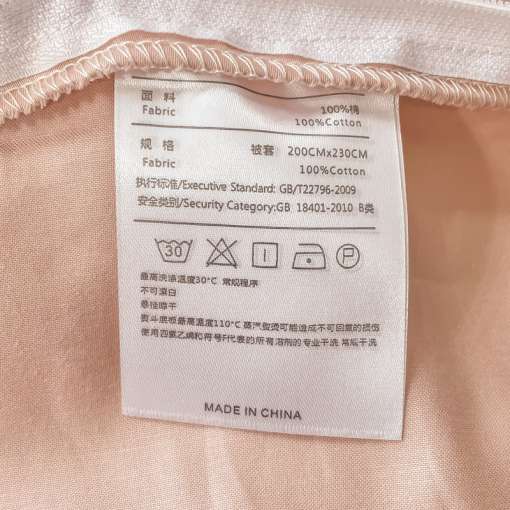 面料 100%棉
Fabric 100%Cotton
规格 被套 200CMx230CM
Fabric 100%Cotton
执行标准/Executive Standard: GB/T22796-2009
安全类别/Security Category:GB 18401-2010 B类
30 P
最高洗涤温度30°C 常规程序
不可漂白
悬挂晾干
熨斗底板最高温度110°C 蒸汽熨烫可能造成不可回复的损伤
使用四氯乙烯和符号F代表的所有溶剂的专业干洗 常规干洗
MADE IN CHINA